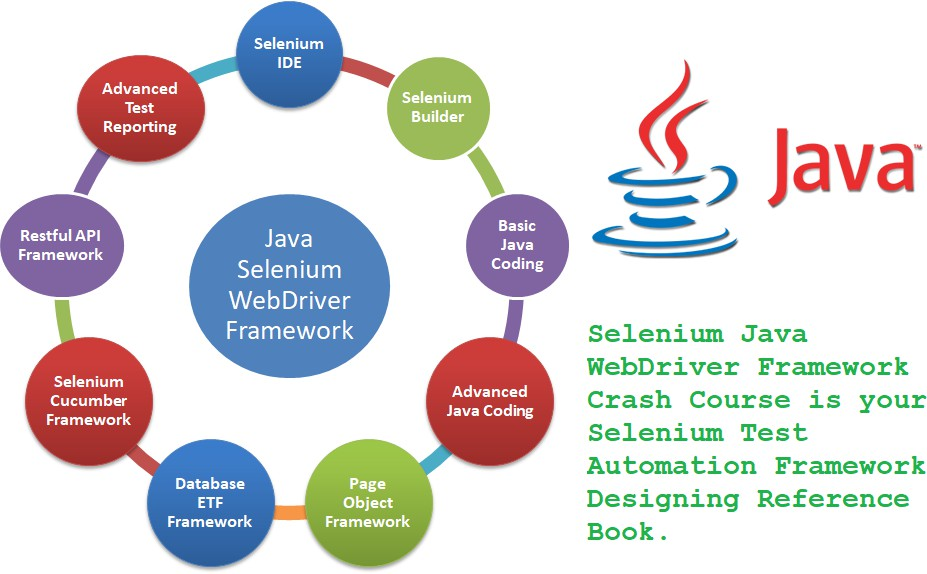 Selenium
IDE
Selenium
Builder
Basic
Java
Coding
Advanced
Java Coding
Page
Object
Framework
Database
ETF
Framework
Selenium
Cucumber
Framework
Restful API
Framework
Advanced
Test
Reporting
Java
Selenium
WebDriver
Framework
Java™
Selenium Java
WebDriver Framework
Crash Course is your
Selenium Test
Automation Framework
Designing Reference
Book.